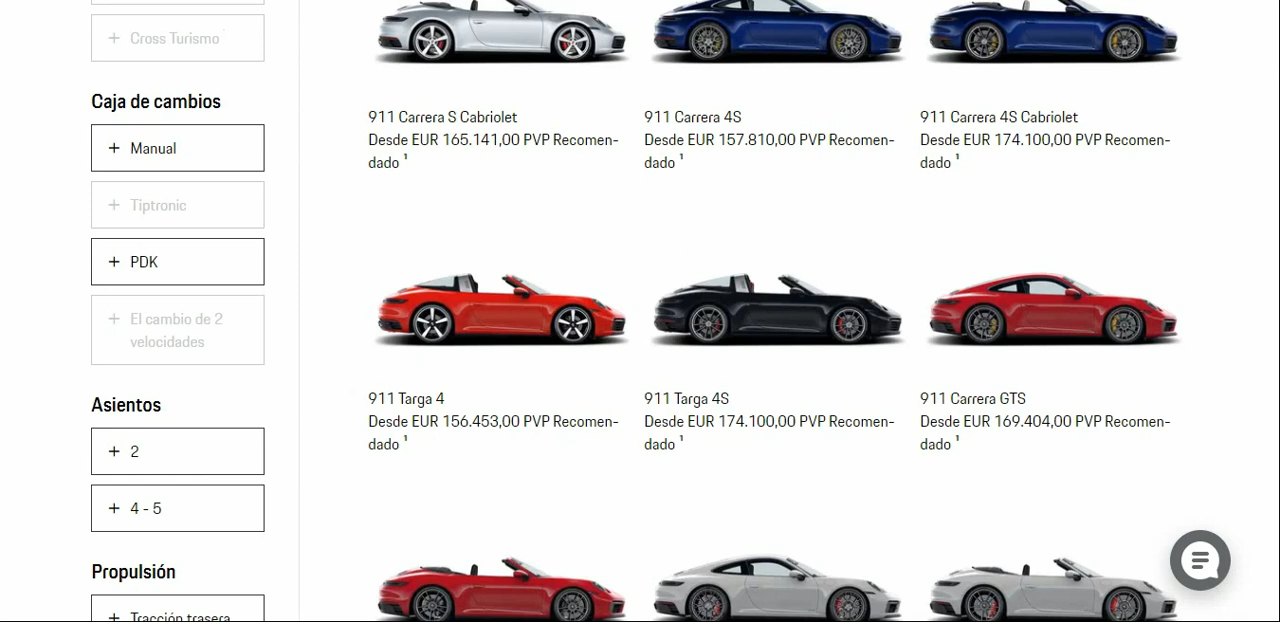 Cross Turismo
Caja de cambios
Manual
Tiptronic
PDK
El cambio de 2
velocidades
Asientos
2
4 - 5
Propulsión
Tracción trasera
911 Carrera S Cabriolet
Desde EUR 165.141,00 PVP Recomen-
dado ¹
911 Carrera 4S
Desde EUR 157.810,00 PVP Recomen-
dado ¹
911 Carrera 4S Cabriolet
Desde EUR 174.100,00 PVP Recomen-
dado ¹
911 Targa 4
Desde EUR 156.453,00 PVP Recomen-
dado ¹
911 Targa 4S
Desde EUR 174.100,00 PVP Recomen-
dado ¹
911 Carrera GTS
Desde EUR 169.404,00 PVP Recomen-
dado ¹